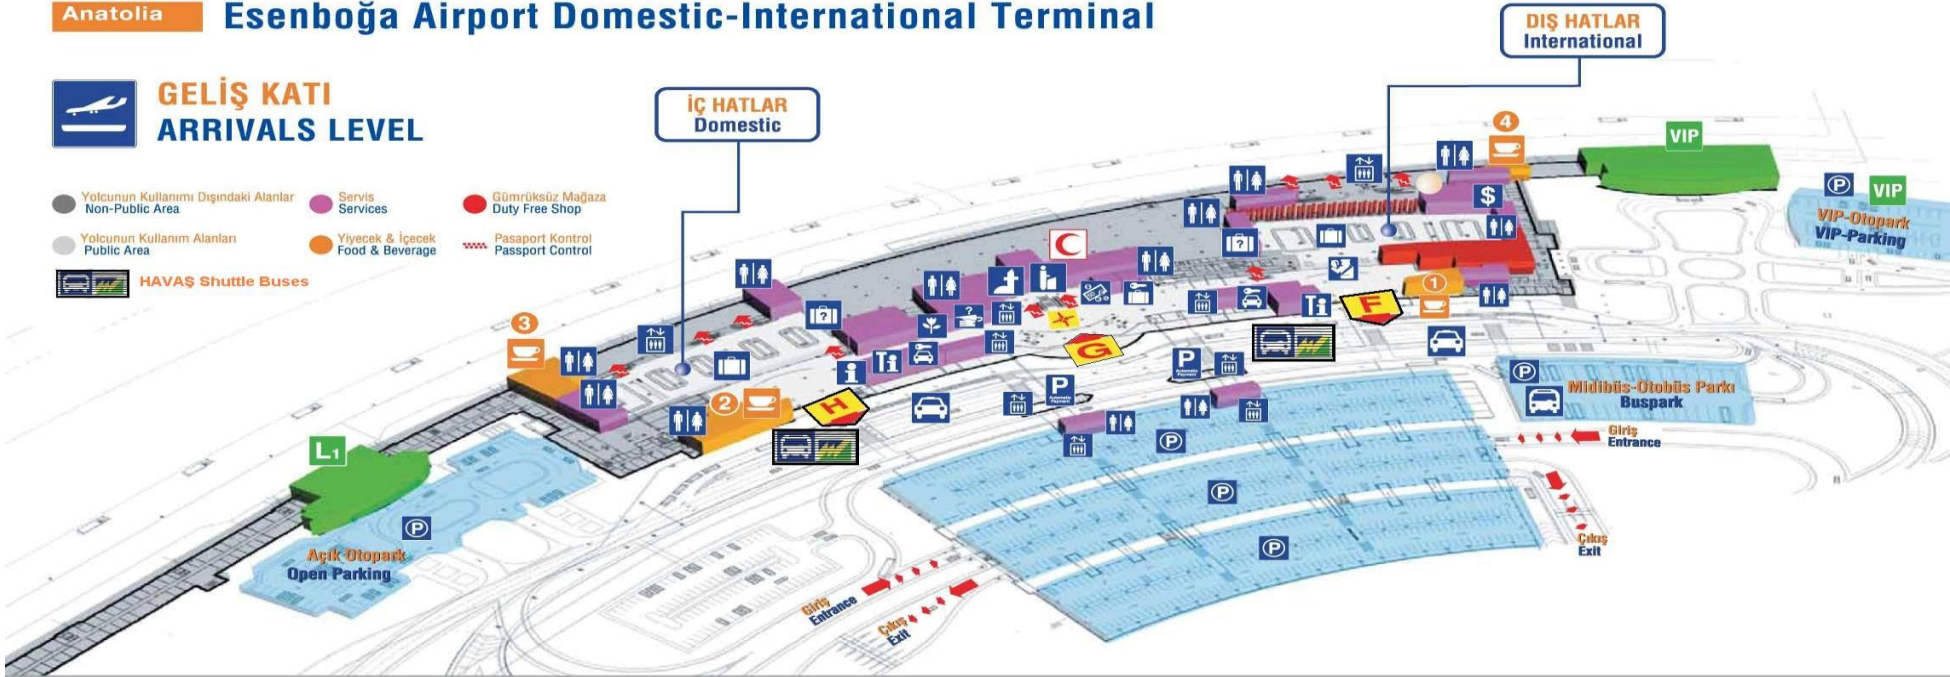 Anatolia
Esenboğa Airport Domestic-International Terminal
GELİŞ KATI
ARRIVALS LEVEL
DIŞ HATLAR
International
İÇ HATLAR
Domestic
Yolcunun Kullanımı Dışındaki Alanlar
Non-Public Area
Servis
Services
Gümrüksüz Mağaza
Duty Free Shop
Yolcunun Kullanım Alanları
Public Area
Yiyecek & İçecek
Food & Beverage
Pasaport Kontrol
Passport Control
HAVAŞ Shuttle Buses
4
VIP
P
VIP
VIP-Otopark
VIP-Parking
$
?
1
F
Ti
G
3
?
?
i
Ti
2
H
P
P
L1
P
Açık Otopark
Open Parking
P
Midibüs-Otobüs Parkı
Buspark
Giriş
Entrance
P
P
P
Çıkış
Exit
Giriş
Entrance
Çıkış
Exit